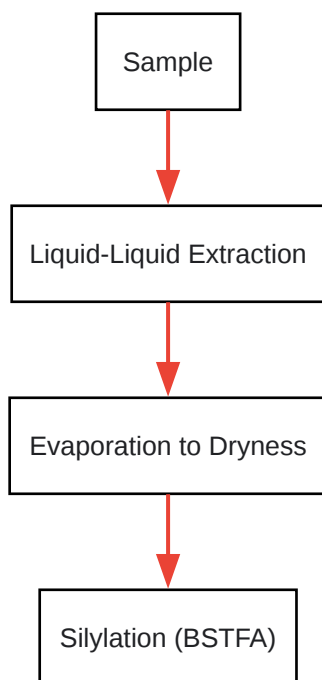 Sample
Liquid-Liquid Extraction
Evaporation to Dryness
Silylation (BSTFA)